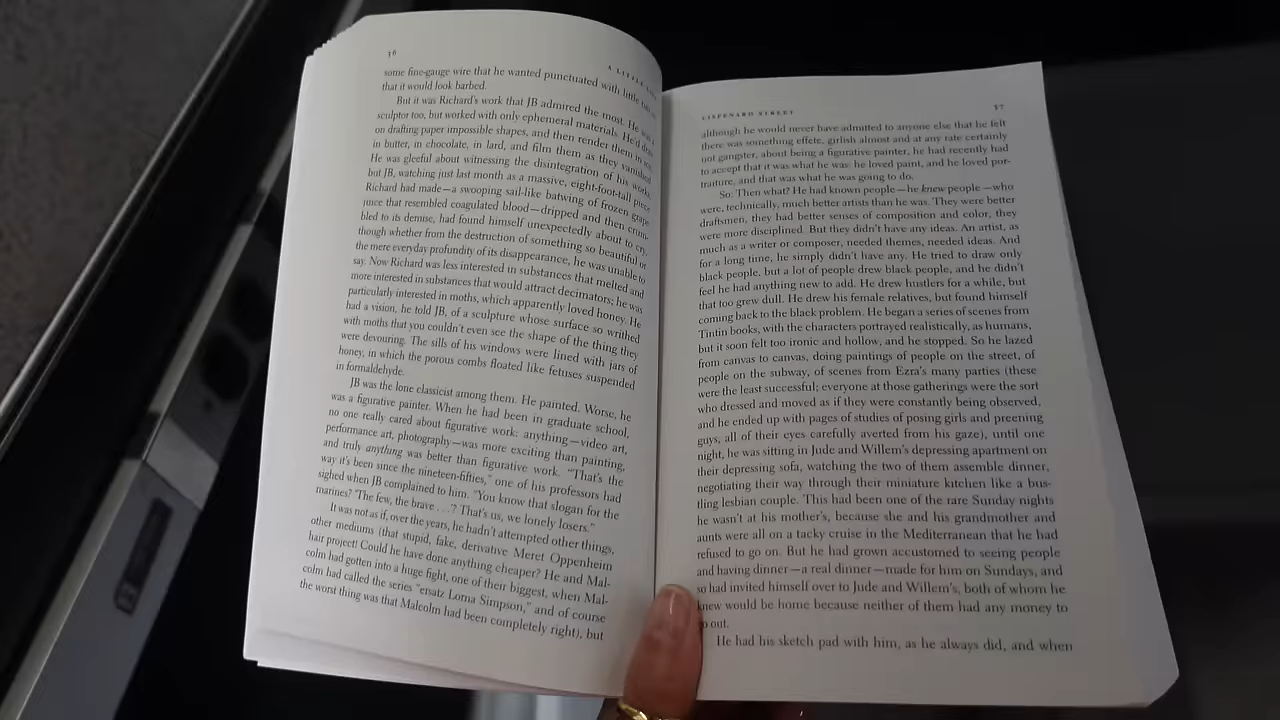 36
A LITTLE
some fine-gauge wire that he wanted punctuated with little
that it would look barbed.
But it was Richard's work that JB admired the most. He was a
sculptor too, but worked with only ephemeral materials. He'd draw
on drafting paper impossible shapes, and then render them in
in butter, in chocolate, in lard, and film them as they vanished.
He was gleeful about witnessing the disintegration of his works,
but JB, watching just last month as a massive, eight-foot-tall piece
Richard had made—a swooping sail-like batwing of frozen grape
juice that resembled coagulated blood—dripped and then crum-
bled to its demise, had found himself unexpectedly about to cry,
though whether from the destruction of something so beautiful or
the mere everyday profundity of its disappearance, he was unable to
say. Now Richard was less interested in substances that melted and
more interested in substances that would attract decimators; he was
particularly interested in moths, which apparently loved honey. He
had a vision, he told JB, of a sculpture whose surface so writhed
with moths that you couldn't even see the shape of the thing they
were devouring. The sills of his windows were lined with jars of
honey, in which the porous combs floated like fetuses suspended
in formaldehyde.
JB was the lone classicist among them. He painted. Worse, he
was a figurative painter. When he had been in graduate school,
no one really cared about figurative work: anything—video art,
performance art, photography—was more exciting than painting,
and truly anything was better than figurative work. "That's the
way it's been since the nineteen-fifties," one of his professors had
sighed when JB complained to him. "You know that slogan for the
marines? 'The few, the brave . . .'? That's us, we lonely losers."
It was not as if, over the years, he hadn't attempted other things,
other mediums (that stupid, fake, derivative Meret Oppenheim
hair project! Could he have done anything cheaper? He and Mal-
colm had gotten into a huge fight, one of their biggest, when Mal-
colm had called the series "ersatz Lorna Simpson," and of course
the worst thing was that Malcolm had been completely right), but
LISPENARD STREET
37
although he would never have admitted to anyone else that he felt
there was something effete, girlish almost and at any rate certainly
not gangster, about being a figurative painter, he had recently had
to accept that it was what he was: he loved paint, and he loved por-
traiture, and that was what he was going to do.
So: Then what? He had known people—he knew people—who
were, technically, much better artists than he was. They were better
draftsmen, they had better senses of composition and color, they
were more disciplined. But they didn't have any ideas. An artist, as
much as a writer or composer, needed themes, needed ideas. And
for a long time, he simply didn't have any. He tried to draw only
black people, but a lot of people drew black people, and he didn't
feel he had anything new to add. He drew hustlers for a while, but
that too grew dull. He drew his female relatives, but found himself
coming back to the black problem. He began a series of scenes from
Tintin books, with the characters portrayed realistically, as humans,
but it soon felt too ironic and hollow, and he stopped. So he lazed
from canvas to canvas, doing paintings of people on the street, of
people on the subway, of scenes from Ezra's many parties (these
were the least successful; everyone at those gatherings were the sort
who dressed and moved as if they were constantly being observed,
and he ended up with pages of studies of posing girls and preening
guys, all of their eyes carefully averted from his gaze), until one
night, he was sitting in Jude and Willem's depressing apartment on
their depressing sofa, watching the two of them assemble dinner,
negotiating their way through their miniature kitchen like a bus-
tling lesbian couple. This had been one of the rare Sunday nights
he wasn't at his mother's, because she and his grandmother and
aunts were all on a tacky cruise in the Mediterranean that he had
refused to go on. But he had grown accustomed to seeing people
and having dinner—a real dinner—made for him on Sundays, and
so had invited himself over to Jude and Willem's, both of whom he
knew would be home because neither of them had any money to
go out.
He had his sketch pad with him, as he always did, and when